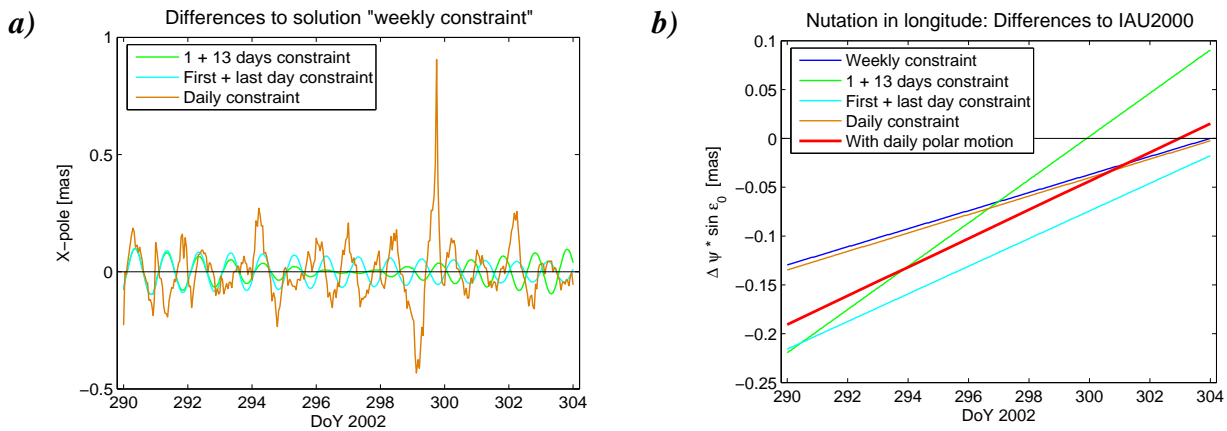 a)
Differences to solution "weekly constraint"
1
0.5
0
−0.5
X−pole [mas]
1 + 13 days constraint
First + last day constraint
Daily constraint
290 292 294 296 298 300 302 304
DoY 2002
b)
Nutation in longitude: Differences to IAU2000
0.1
0.05
0
−0.05
−0.1
−0.15
−0.2
−0.25
Δ ψ * sin ε0 [mas]
Weekly constraint
1 + 13 days constraint
First + last day constraint
Daily constraint
With daily polar motion
290 292 294 296 298 300 302 304
DoY 2002